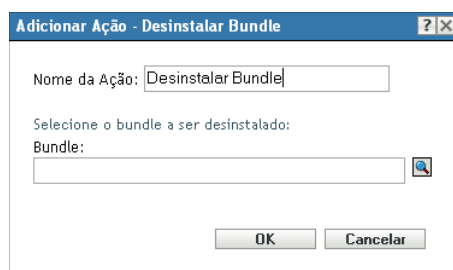 Adicionar Ação - Desinstalar Bundle
Nome da Ação: Desinstalar Bundle
Selecione o bundle a ser desinstalado:
Bundle:
OK Cancelar